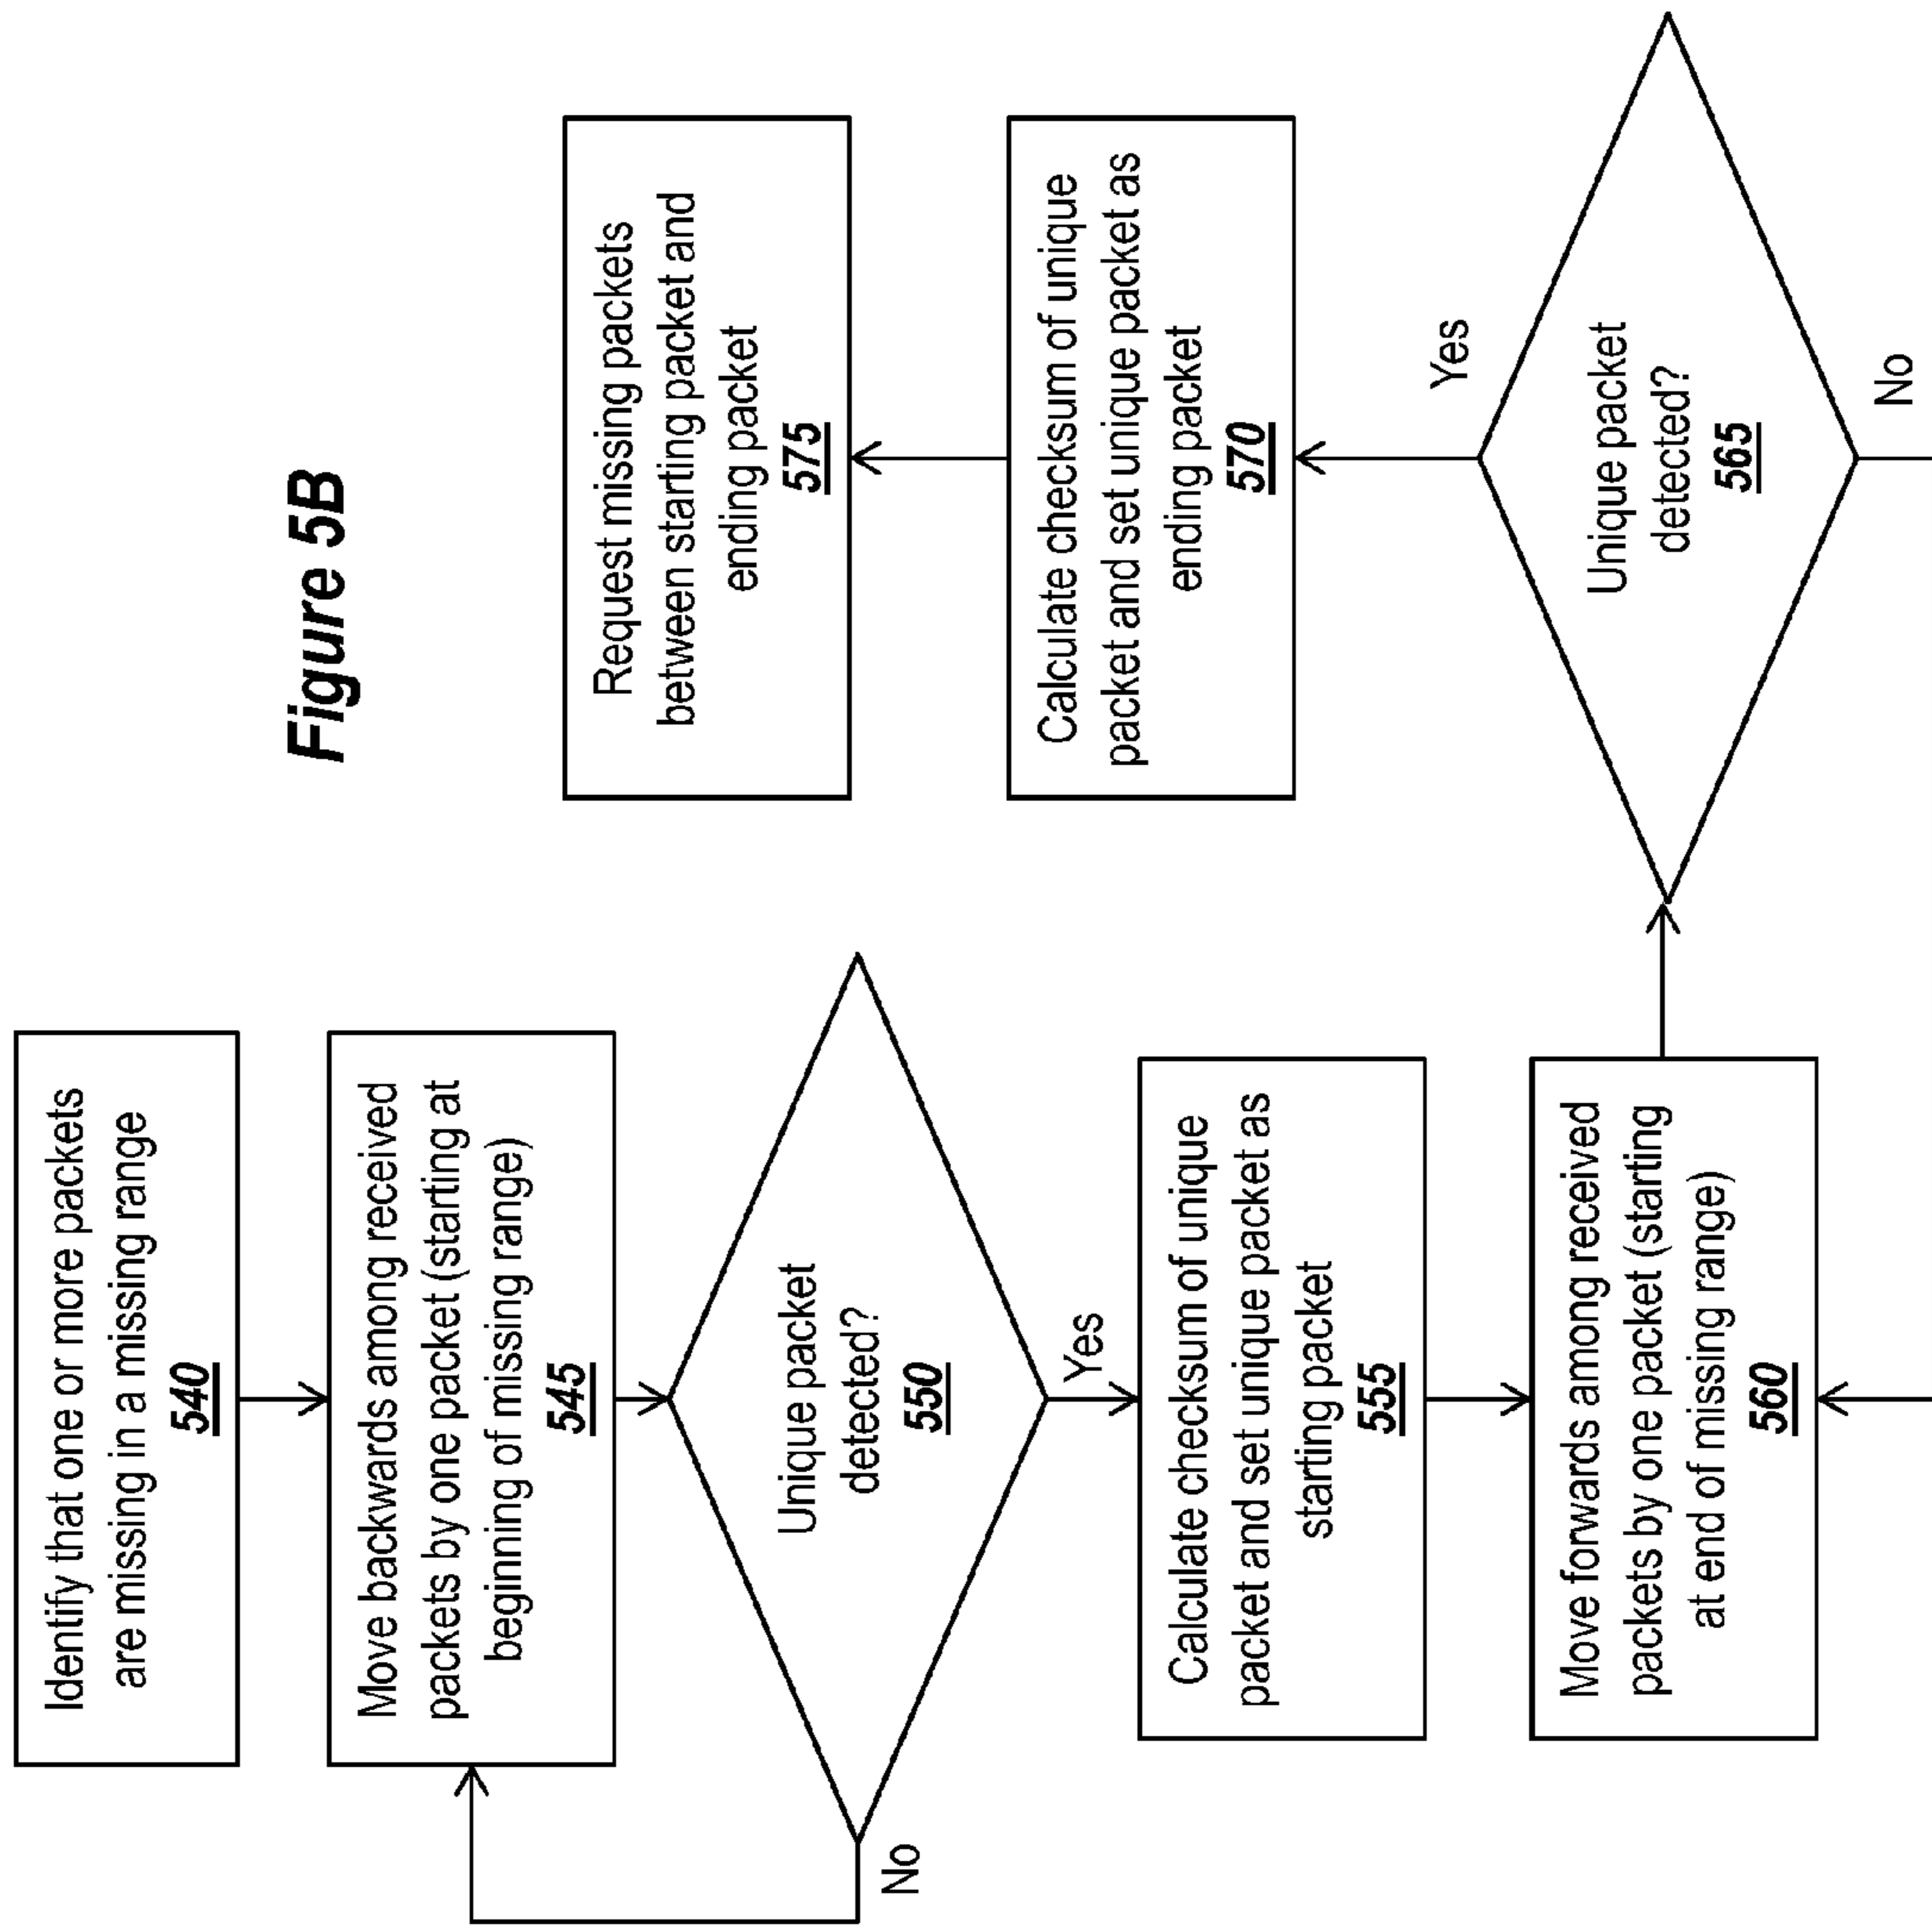 Figure 5B
Identify that one or more packets
are missing in a missing range
540
Move backwards among received
packets by one packet (starting at
beginning of missing range)
545
Unique packet
detected?
550
No
Yes
Calculate checksum of unique
packet and set unique packet as
starting packet
555
Move forwards among received
packets by one packet (starting
at end of missing range)
560
Unique packet
detected?
565
No
Yes
Calculate checksum of unique
packet and set unique packet as
ending packet
570
Request missing packets
between starting packet and
ending packet
575